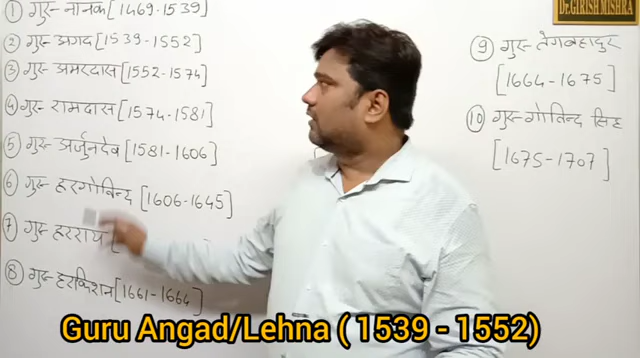 ① गुरु- नानक [1469-1539]
② गुरु- अंगद [1539-1552]
③ गुरु- अमरदास [1552-1574]
④ गुरु- रामदास [1574-1581]
⑤ गुरु- अर्जुनदेव [1581-1606]
⑥ गुरु- हरगोबिन्द [1606-1645]
⑦ गुरु- हरराय [
⑧ गुरु- हरकिशन [1661-1664]
Dr. GIRISH MISHRA
⑨ गुरु- तेगबहादुर
[1664-1675]
⑩ गुरु- गोविन्द सिंह
[1675-1707]
Guru Angad/Lehna ( 1539 - 1552)